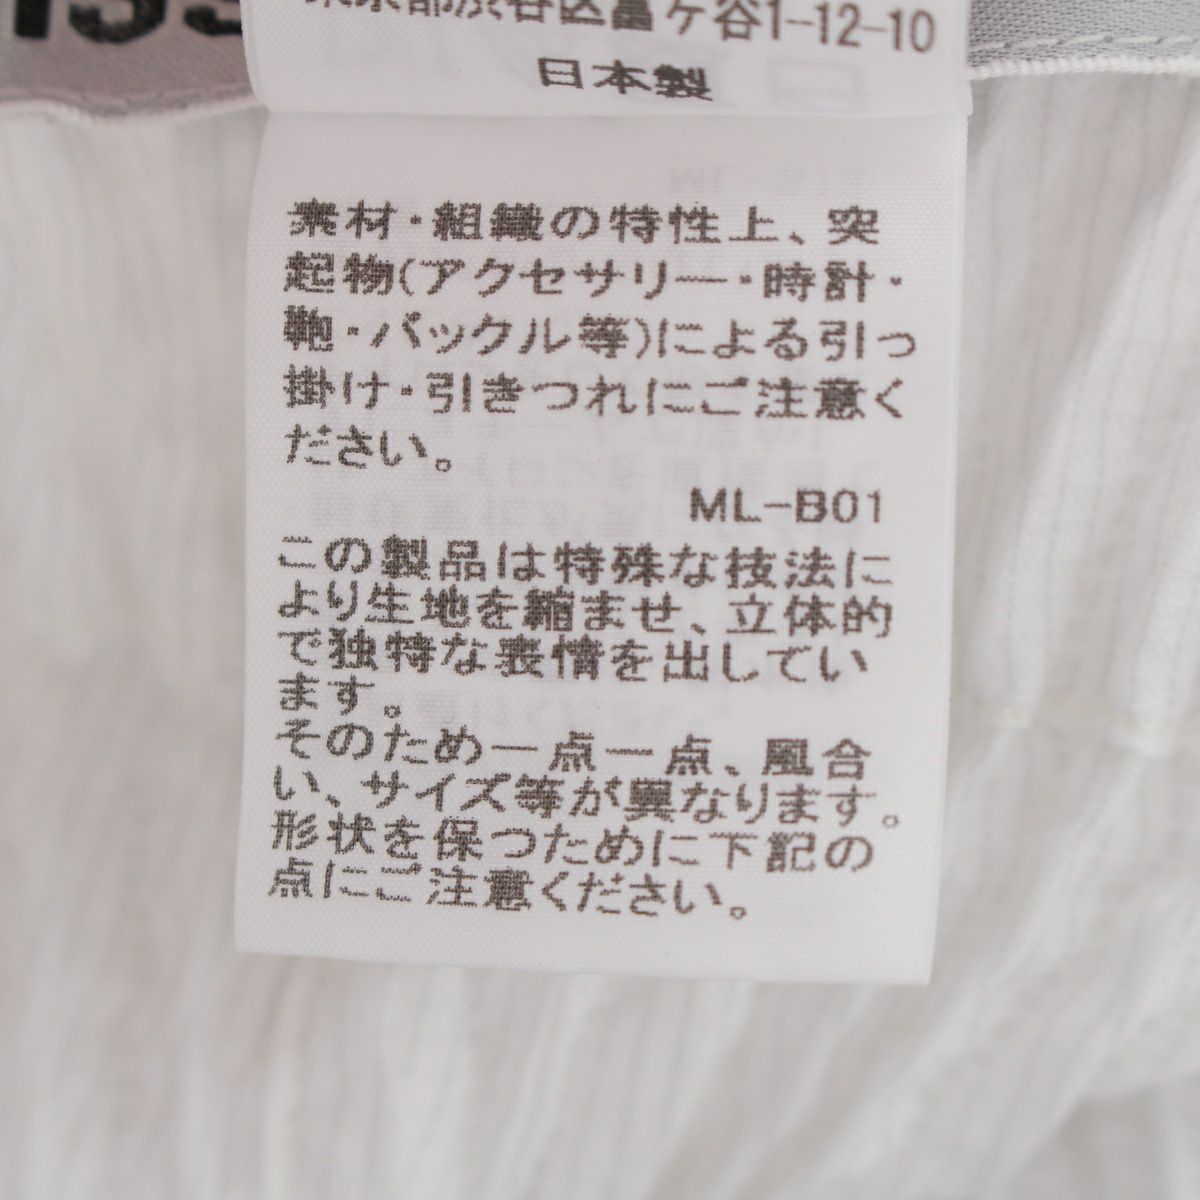 東京都渋谷区富ヶ谷1-12-10
日本製
素材・組織の特性上、突
起物(アクセサリー・時計・
鞄・バックル等)による引っ
掛け・引きつれにご注意く
ださい。
ML-B01
この製品は特殊な技法に
より生地を縮ませ、立体的
で独特な表情を出してい
ます。
そのため一点一点、風合
い、サイズ等が異なります。
形状を保つために下記の
点にご注意ください。